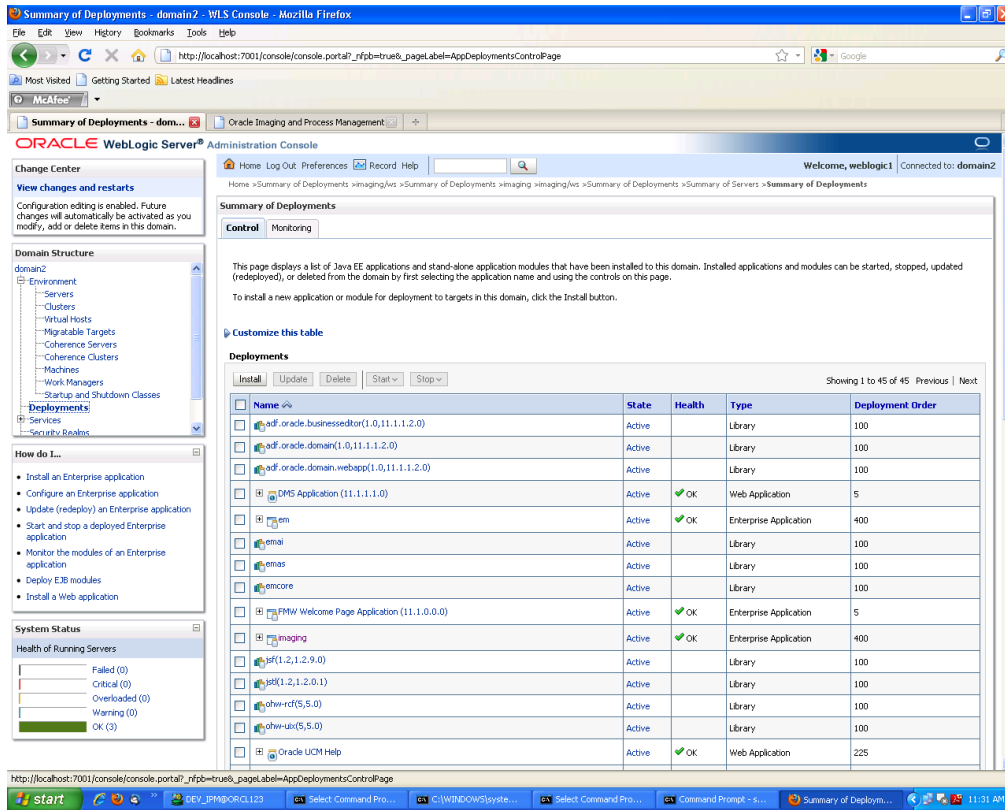 Summary of Deployments - domain2 - WLS Console - Mozilla Firefox
File Edit View History Bookmarks Tools Help
http://localhost:7001/console/console.portal?_nfpb=true&_pageLabel=AppDeploymentsControlPage
Google
Most Visited Getting Started Latest Headlines
McAfee
Summary of Deployments - dom...
Oracle Imaging and Process Management
ORACLE WebLogic Server® Administration Console
Change Center
View changes and restarts
Configuration editing is enabled. Future
changes will automatically be activated as you
modify, add or delete items in this domain.
Domain Structure
domain2
Environment
Servers
Clusters
Virtual Hosts
Migratable Targets
Coherence Servers
Coherence Clusters
Machines
Work Managers
Startup and Shutdown Classes
Deployments
Services
Security Realms
How do I...
Install an Enterprise application
Configure an Enterprise application
Update (redeploy) an Enterprise application
Start and stop a deployed Enterprise
application
Monitor the modules of an Enterprise
application
Deploy EJB modules
Install a Web application
System Status
Health of Running Servers
Failed (0)
Critical (0)
Overloaded (0)
Warning (0)
OK (3)
Home Log Out Preferences Record Help
Welcome, weblogic1 Connected to: domain2
Home >Summary of Deployments >imaging/ws >Summary of Deployments >imaging >imaging/ws >Summary of Deployments >Summary of Servers >Summary of Deployments
Summary of Deployments
Control Monitoring
This page displays a list of Java EE applications and stand-alone application modules that have been installed to this domain. Installed applications and modules can be started, stopped, updated
(redeployed), or deleted from the domain by first selecting the application name and using the controls on this page.
To install a new application or module for deployment to targets in this domain, click the Install button.
Customize this table
Deployments
Install Update Delete Start Stop
Showing 1 to 45 of 45 Previous | Next
Name State Health Type Deployment Order
adf.oracle.businesseditor(1.0,11.1.1.2.0) Active Library 100
adf.oracle.domain(1.0,11.1.1.2.0) Active Library 100
adf.oracle.domain.webapp(1.0,11.1.1.2.0) Active Library 100
DMS Application (11.1.1.1.0) Active OK Web Application 5
em Active OK Enterprise Application 400
emai Active Library 100
emas Active Library 100
emcore Active Library 100
FMW Welcome Page Application (11.1.0.0.0) Active OK Enterprise Application 5
imaging Active OK Enterprise Application 400
jsf(1.2,1.2.9.0) Active Library 100
jstl(1.2,1.2.0.1) Active Library 100
ohw-rcf(5,5.0) Active Library 100
ohw-uix(5,5.0) Active Library 100
Oracle UCM Help Active OK Web Application 225
http://localhost:7001/console/console.portal?_nfpb=true&_pageLabel=AppDeploymentsControlPage
start
DEV_IPM@ORCL123
Select Command Pro...
C:\WINDOWS\syste...
Select Command Pro...
Command Prompt - s...
Summary of Deploym...
11:31 AM